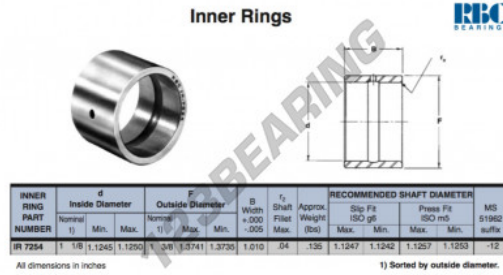 Inner Rings
RBC
BEARINGS
B
r₂
d
F
123BEARING
INNER RING PART NUMBER
d Inside Diameter
F Outside Diameter
B Width +.000 -.005
r₂ Shaft Fillet Max.
Approx. Weight (lbs)
RECOMMENDED SHAFT DIAMETER
Slip Fit ISO g6
Press Fit ISO m5
MS 51962 suffix
Nominal 1) Min. Max. Nominal 1) Max. Min. Max. Min. Max. Min.
IR 7254 1 1/8 1.1245 1.1250 1 3/8 1.3741 1.3735 1.010 .04 .135 1.1247 1.1242 1.1257 1.1253 -12
All dimensions in inches
1) Sorted by outside diameter.